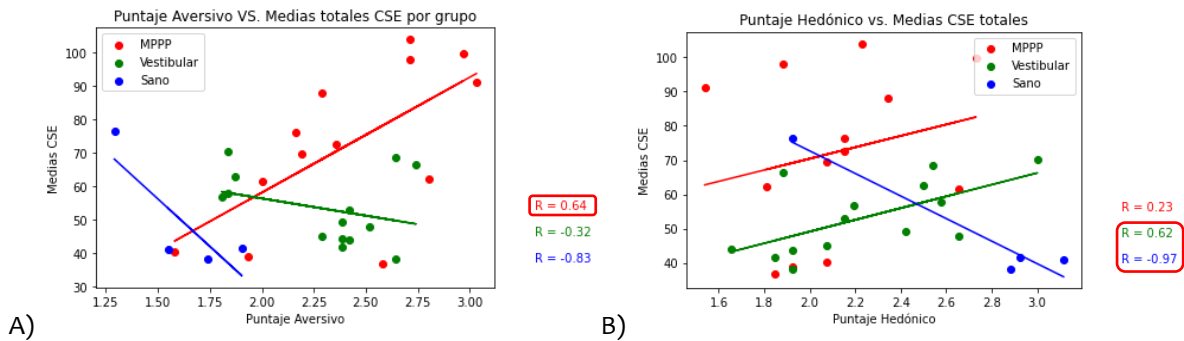 Puntaje Aversivo VS. Medias totales CSE por grupo
MPPP
Vestibular
Sano
Medias CSE
100
90
80
70
60
50
40
30
1.25
1.50
1.75
2.00
2.25
2.50
2.75
3.00
Puntaje Aversivo
R = 0.64
R = -0.32
R = -0.83
A)
Puntaje Hedónico vs. Medias CSE totales
MPPP
Vestibular
Sano
Medias CSE
100
90
80
70
60
50
40
1.6
1.8
2.0
2.2
2.4
2.6
2.8
3.0
Puntaje Hedónico
R = 0.23
R = 0.62
R = -0.97
B)